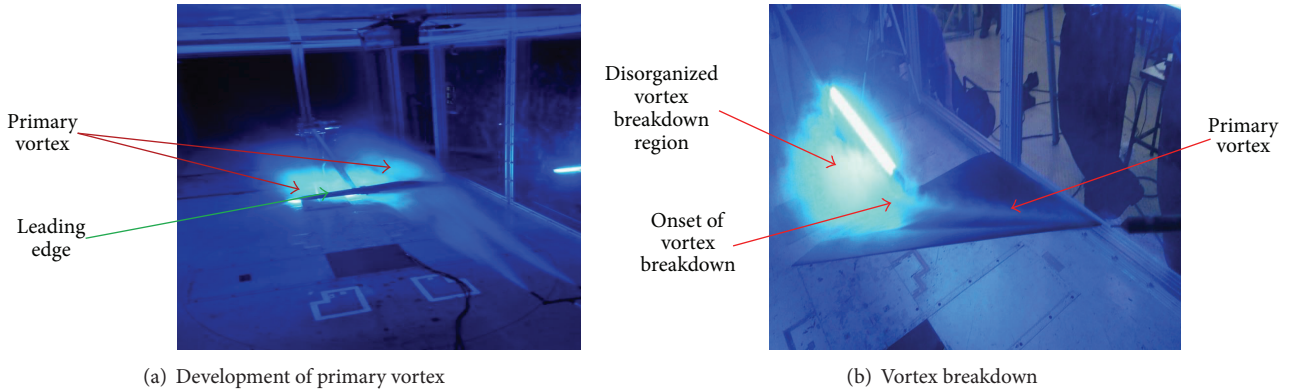 Primary
vortex
Leading
edge
(a) Development of primary vortex
Disorganized
vortex
breakdown
region
Onset of
vortex
breakdown
Primary
vortex
(b) Vortex breakdown